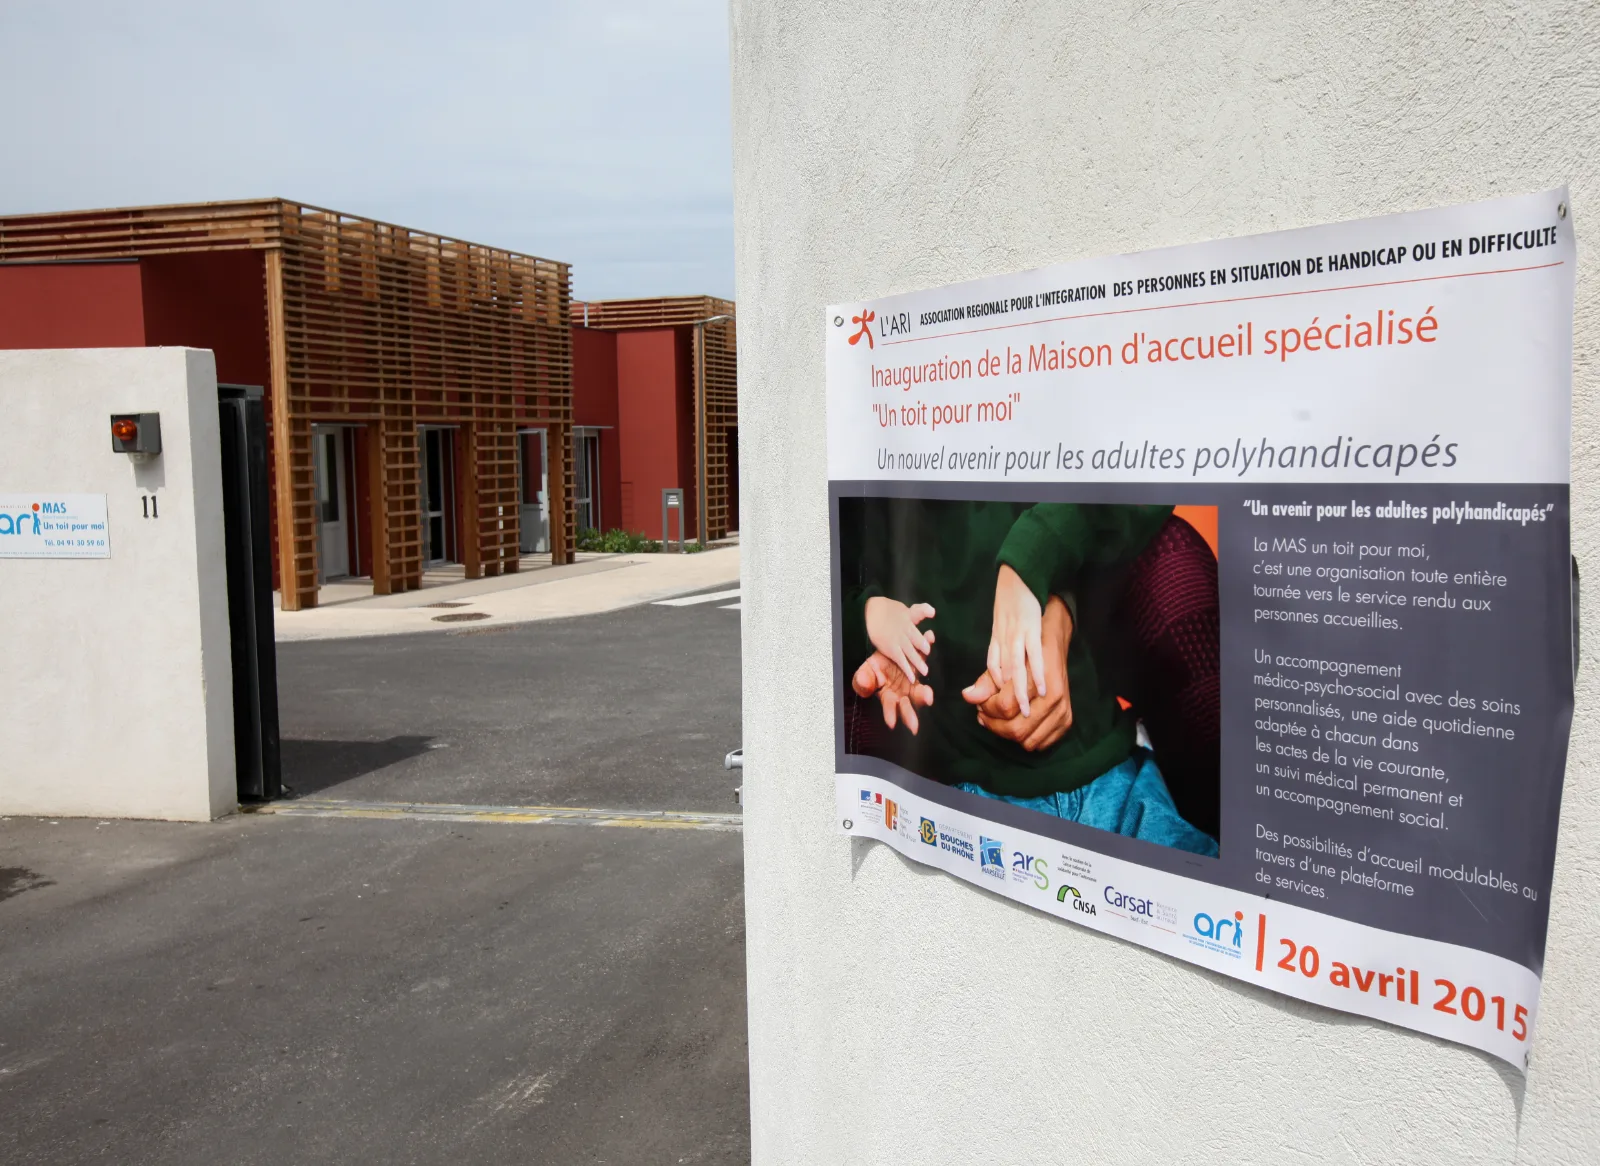 L'ARI ASSOCIATION REGIONALE POUR L'INTEGRATION DES PERSONNES EN SITUATION DE HANDICAP OU EN DIFFICULTE
Inauguration de la Maison d'accueil spécialisé
"Un toit pour moi"
Un nouvel avenir pour les adultes polyhandicapés
“Un avenir pour les adultes polyhandicapés”
La MAS un toit pour moi,
c’est une organisation toute entière
tournée vers le service rendu aux
personnes accueillies.
Un accompagnement
médico-psycho-social avec des soins
personnalisés, une aide quotidienne
adaptée à chacun dans
les actes de la vie courante,
un suivi médical permanent et
un accompagnement social.
Des possibilités d’accueil modulables au
travers d’une plateforme
de services.
DEPARTEMENT
BOUCHES
DU RHÔNE
MARSEILLE
ars
CNSA
Carsat
Sud-Est
ari
20 avril 2015
11
ari
MAS
Un toit pour moi
Tél. 04 91 30 59 60